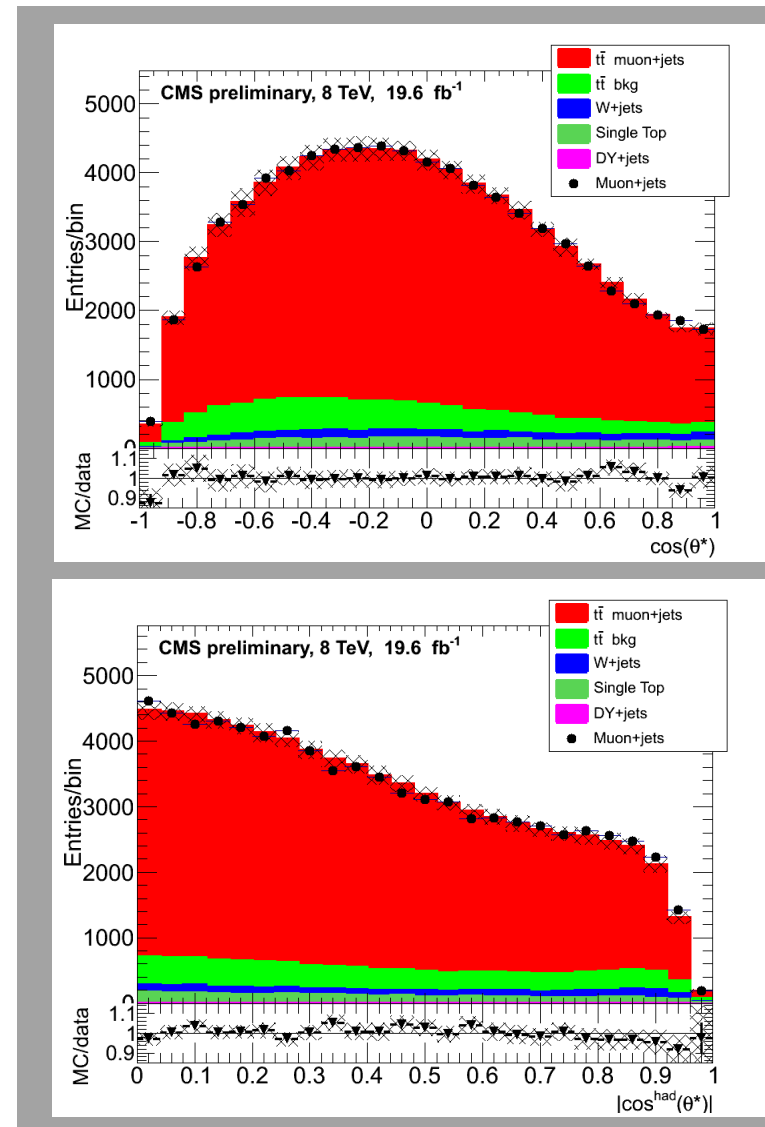 CMS preliminary, 8 TeV, 19.6 fb⁻¹
tt̄ muon+jets
tt̄ bkg
W+jets
Single Top
DY+jets
Muon+jets
Entries/bin
5000
4000
3000
2000
1000
0
MC/data
1.1
1
0.9
-1 -0.8 -0.6 -0.4 -0.2 0 0.2 0.4 0.6 0.8 1
cos(θ*)
CMS preliminary, 8 TeV, 19.6 fb⁻¹
tt̄ muon+jets
tt̄ bkg
W+jets
Single Top
DY+jets
Muon+jets
Entries/bin
5000
4000
3000
2000
1000
0
MC/data
1.1
1
0.9
0 0.1 0.2 0.3 0.4 0.5 0.6 0.7 0.8 0.9 1
|cosʰᵃᵈ(θ*)|